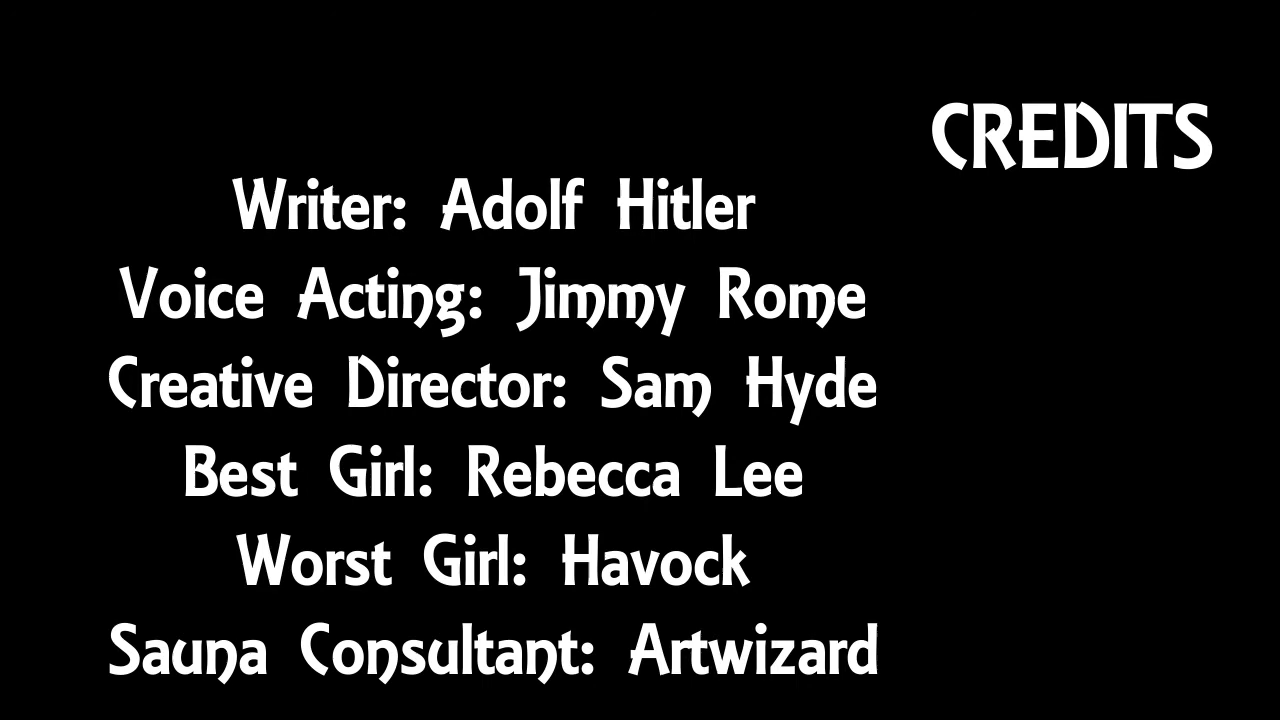 CREDITS
Writer: Adolf Hitler
Voice Acting: Jimmy Rome
Creative Director: Sam Hyde
Best Girl: Rebecca Lee
Worst Girl: Havock
Sauna Consultant: Artwizard